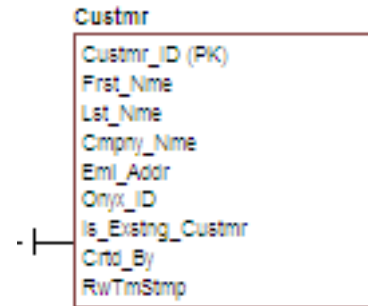 Custmr
Custmr_ID (PK)
Frst_Nme
Lst_Nme
Cmpny_Nme
Eml_Addr
Onyx_ID
Is_Exstng_Custmr
Crtd_By
RwTmStmp